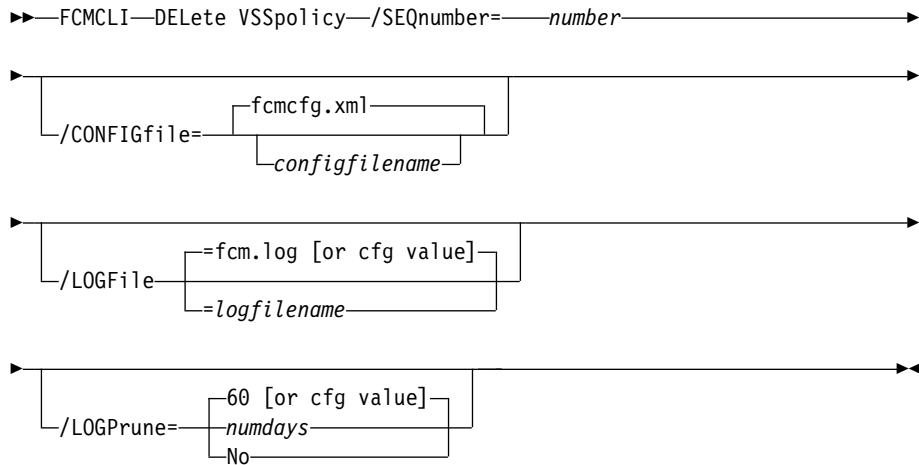 FCMCLI DELete VSSpolicy /SEQnumber= number
fcmcfg.xml
/CONFIGfile=
configfilename
=fcm.log [or cfg value]
/LOGFile
=logfilename
60 [or cfg value]
/LOGPrune= numdays
No